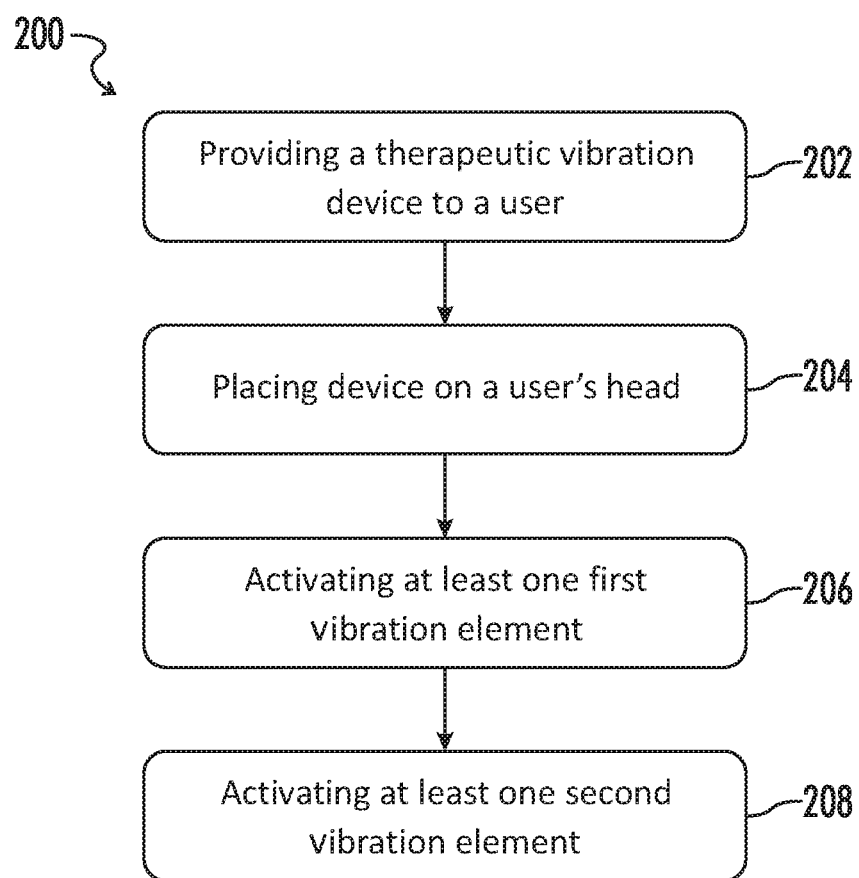 200
Providing a therapeutic vibration
device to a user
202
Placing device on a user's head
204
Activating at least one first
vibration element
206
Activating at least one second
vibration element
208